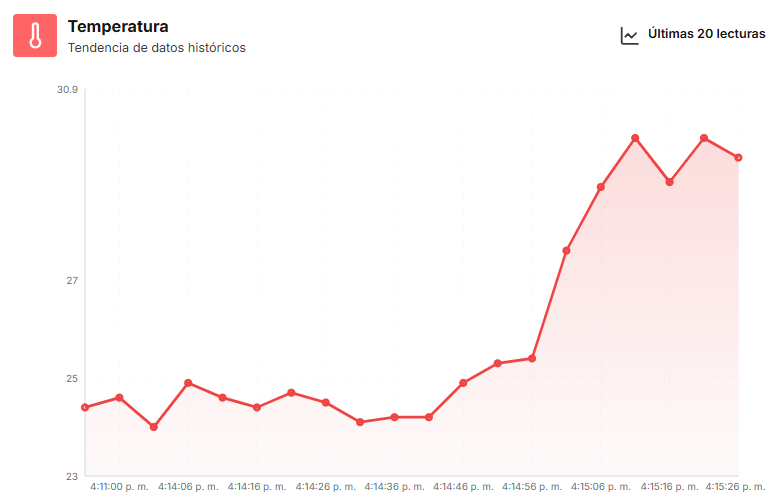 Temperatura
Tendencia de datos históricos
Últimas 20 lecturas
30.9
27
25
23
4:11:00 p. m. 4:14:06 p. m. 4:14:16 p. m. 4:14:26 p. m. 4:14:36 p. m. 4:14:46 p. m. 4:14:56 p. m. 4:15:06 p. m. 4:15:16 p. m. 4:15:26 p. m.